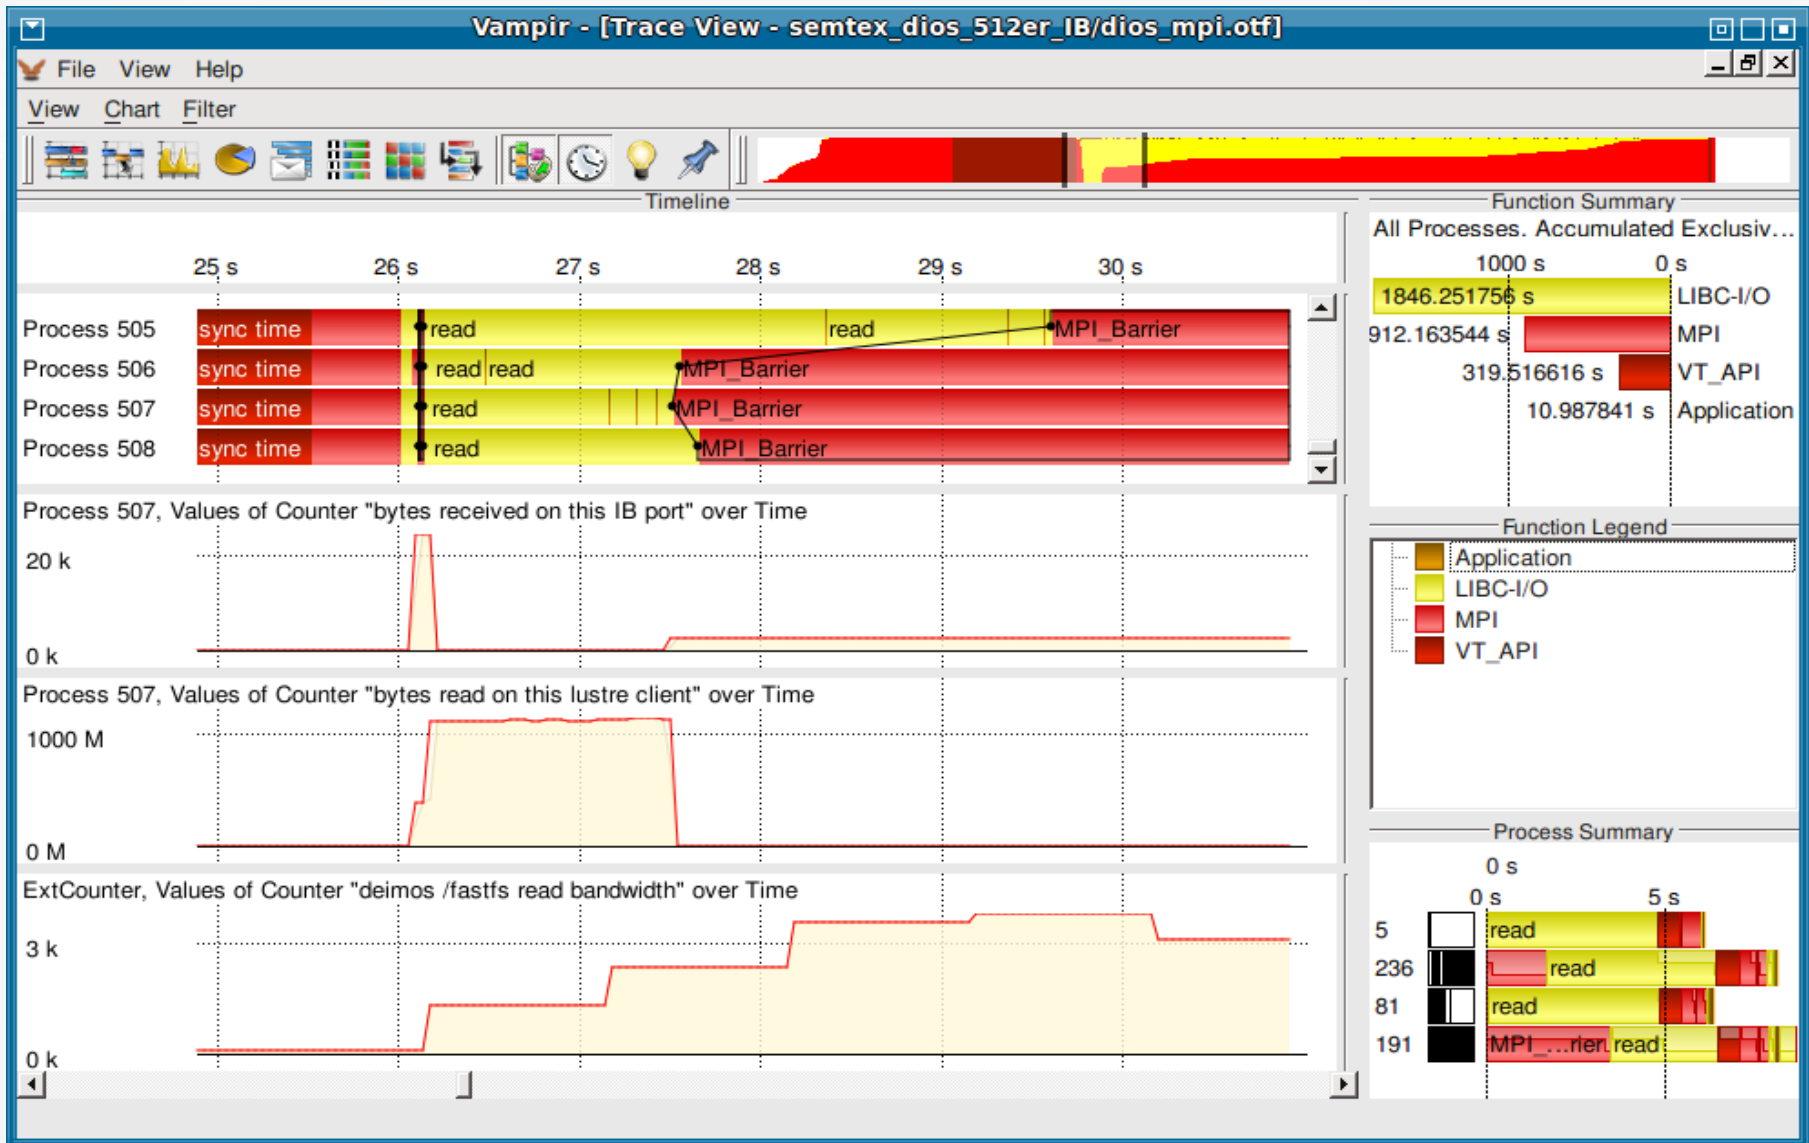 Vampir - [Trace View - semtex_dios_512er_IB/dios_mpi.otf]
File View Help
View Chart Filter
Timeline
25 s 26 s 27 s 28 s 29 s 30 s
Process 505 sync time read read MPI_Barrier
Process 506 sync time read read MPI_Barrier
Process 507 sync time read MPI_Barrier
Process 508 sync time read MPI_Barrier
Process 507, Values of Counter "bytes received on this IB port" over Time
20 k
0 k
Process 507, Values of Counter "bytes read on this lustre client" over Time
1000 M
0 M
ExtCounter, Values of Counter "deimos /fastfs read bandwidth" over Time
3 k
0 k
Function Summary
All Processes. Accumulated Exclusiv...
1000 s 0 s
1846.251756 s LIBC-I/O
912.163544 s MPI
319.516616 s VT_API
10.987841 s Application
Function Legend
Application
LIBC-I/O
MPI
VT_API
Process Summary
0 s
0 s 5 s
5 read
236 read
81 read
191 MPI_...rier read